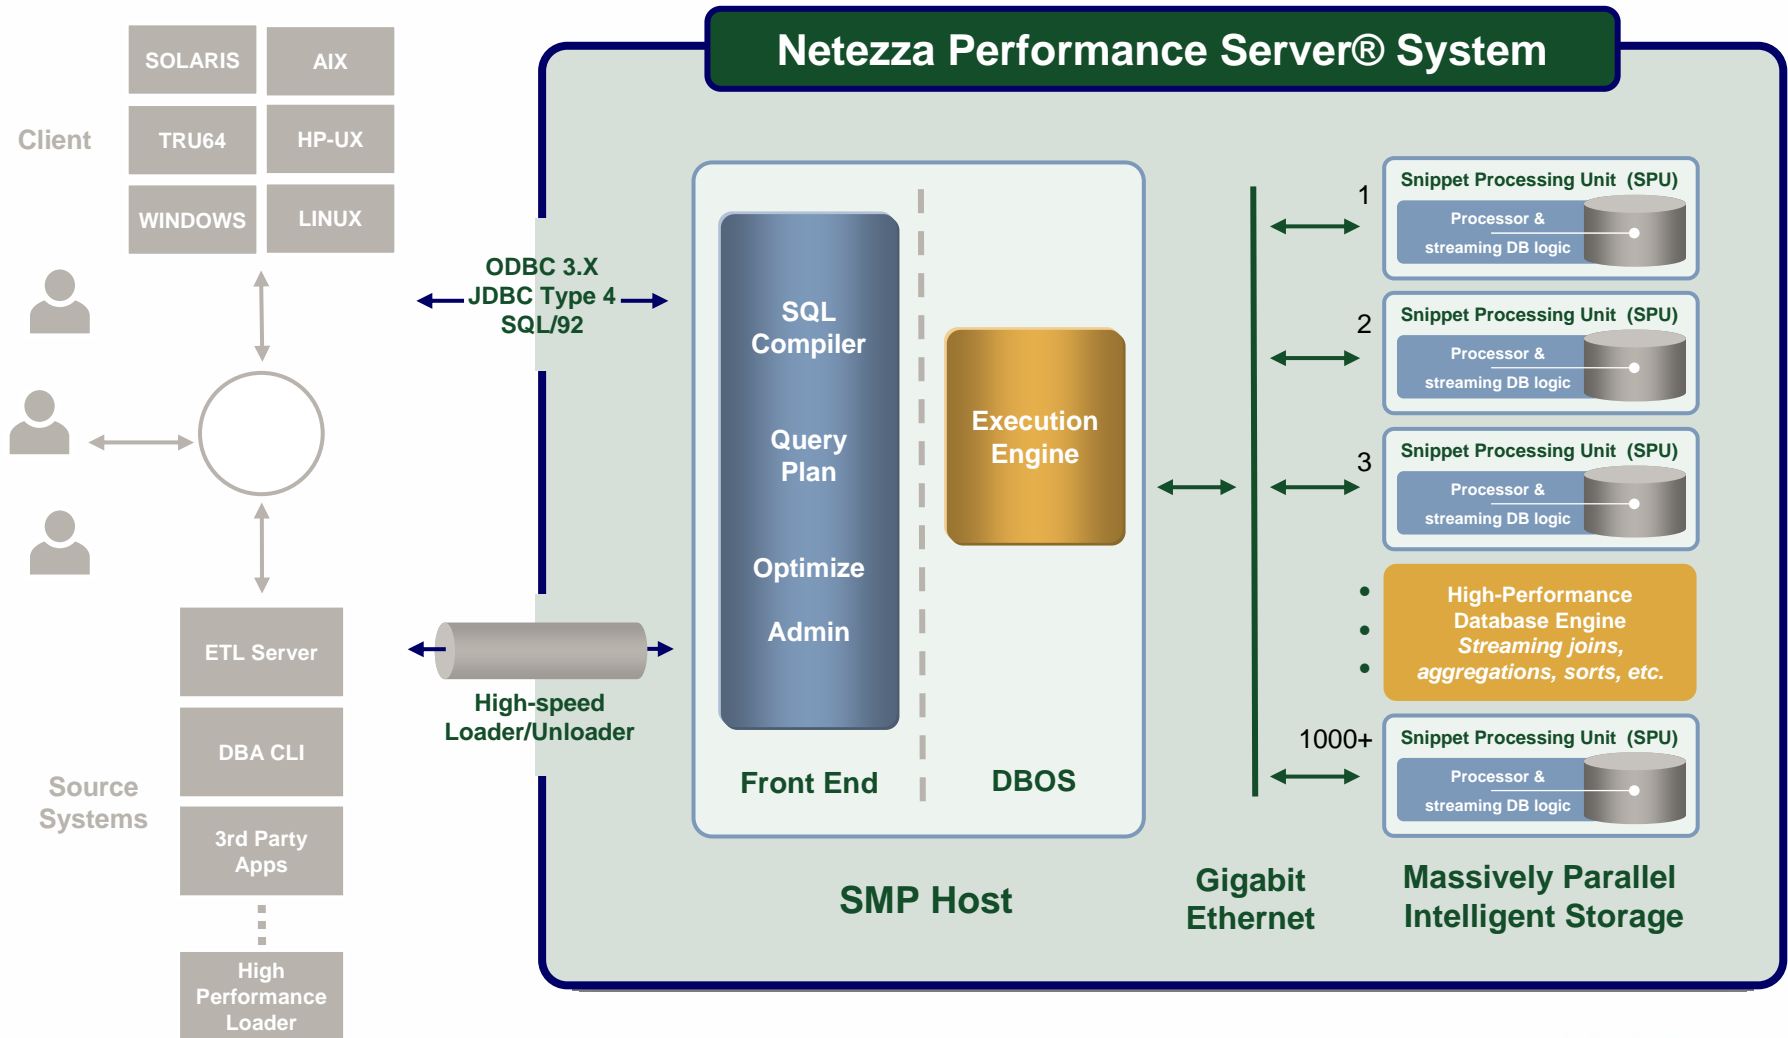 Netezza Performance Server® System
Client
SOLARIS
AIX
TRU64
HP-UX
WINDOWS
LINUX
ODBC 3.X
JDBC Type 4
SQL/92
High-speed
Loader/Unloader
Source
Systems
ETL Server
DBA CLI
3rd Party
Apps
High
Performance
Loader
SQL
Compiler
Query
Plan
Optimize
Admin
Front End
Execution
Engine
DBOS
SMP Host
Gigabit
Ethernet
1
Snippet Processing Unit (SPU)
Processor &
streaming DB logic
2
Snippet Processing Unit (SPU)
Processor &
streaming DB logic
3
Snippet Processing Unit (SPU)
Processor &
streaming DB logic
High-Performance
Database Engine
Streaming joins,
aggregations, sorts, etc.
1000+
Snippet Processing Unit (SPU)
Processor &
streaming DB logic
Massively Parallel
Intelligent Storage